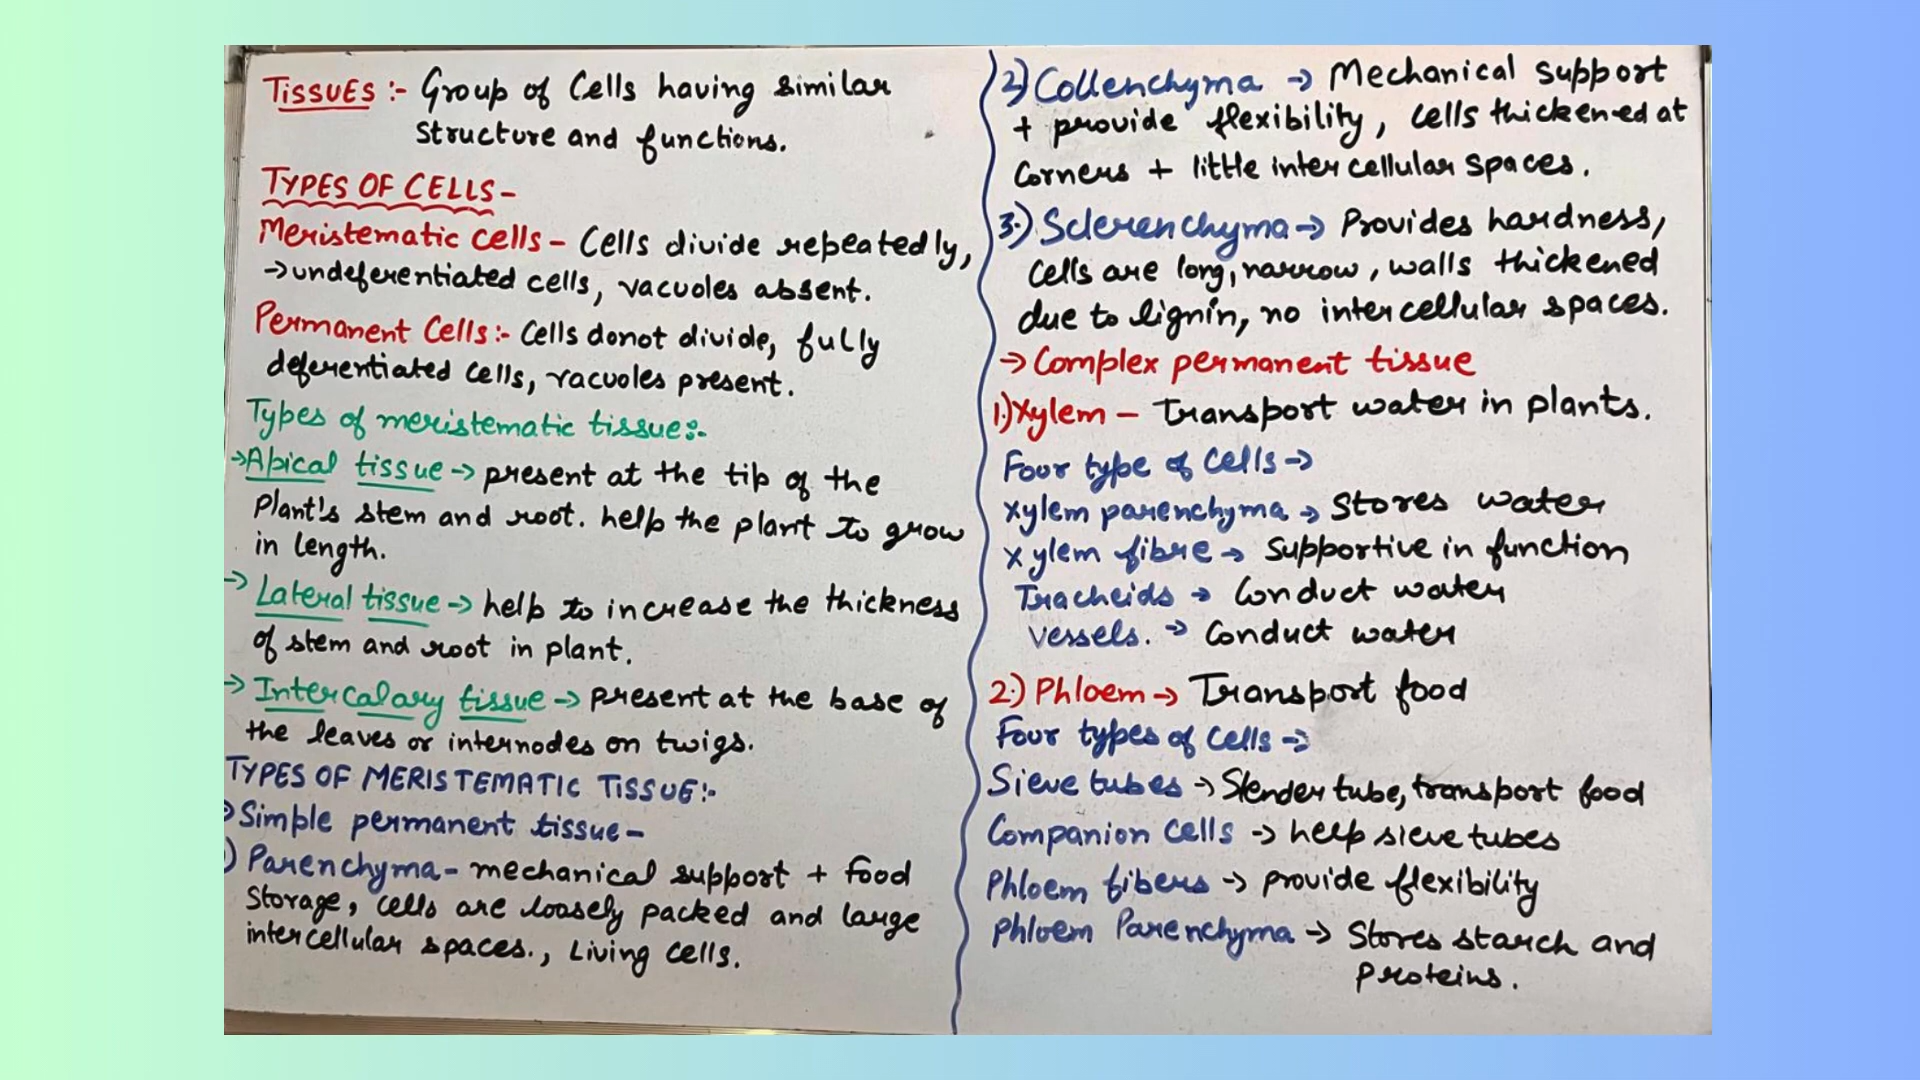 TISSUES :- Group of Cells having similar
structure and functions.
TYPES OF CELLS -
Meristematic cells - Cells divide repeatedly,
→ undeferentiated cells, vacuoles absent.
Permanent Cells :- Cells donot divide, fully
deferentiated cells, vacuoles present.
Types of meristematic tissue :-
→ Apical tissue → present at the tip of the
Plant's stem and root. help the plant to grow
in length.
→ Lateral tissue → help to increase the thickness
of stem and root in plant.
→ Intercalary tissue → present at the base of
the leaves or internodes on twigs.
TYPES OF MERISTEMATIC TISSUE :-
Simple permanent tissue -
) Parenchyma - mechanical support + food
Storage, cells are loasely packed and large
intercellular spaces., Living cells.
2) Collenchyma → Mechanical support
+ provide flexibility, cells thickened at
Corners + little intercellular spaces.
3.) Sclerenchyma → Provides hardness,
Cells are long, narrow, walls thickened
due to lignin, no intercellular spaces.
→ Complex permanent tissue
1.) Xylem - Transport water in plants.
Four type of cells →
Xylem parenchyma → Stores water
Xylem fibre → Supportive in function
Tracheids → Conduct water
Vessels. → Conduct water
2.) Phloem → Transport food
Four types of cells →
Sieve tubes → Slender tube, transport food
Companion Cells → help sieve tubes
Phloem fibers → provide flexibility
Phloem Parenchyma → Stores starch and
proteins.